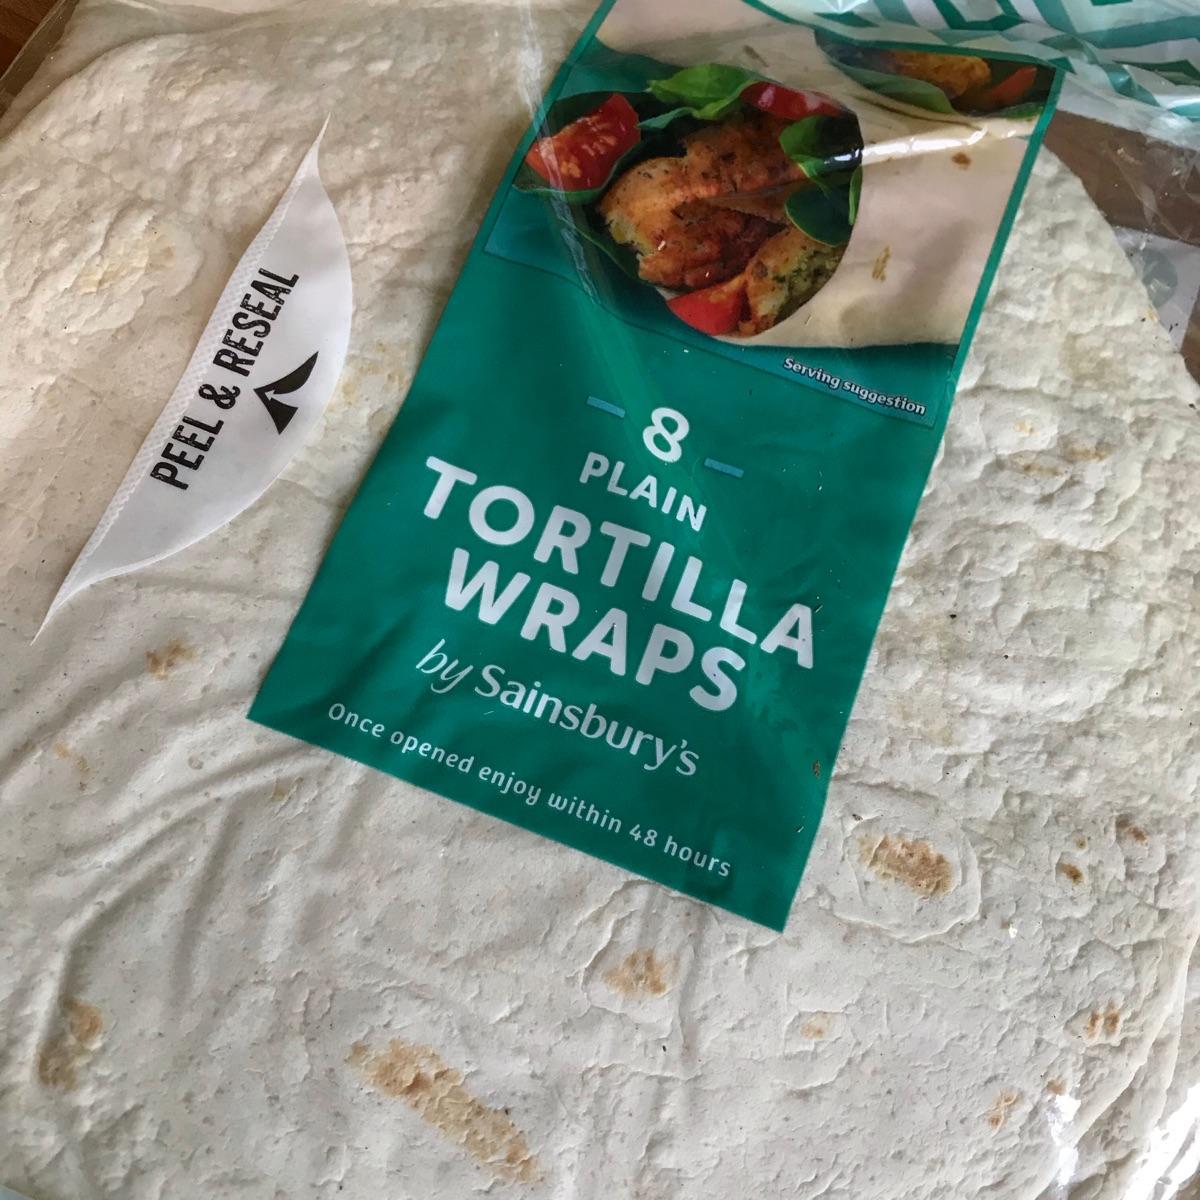 PEEL & RESEAL
Serving suggestion
8
PLAIN
TORTILLA
WRAPS
by Sainsbury's
Once opened enjoy within 48 hours